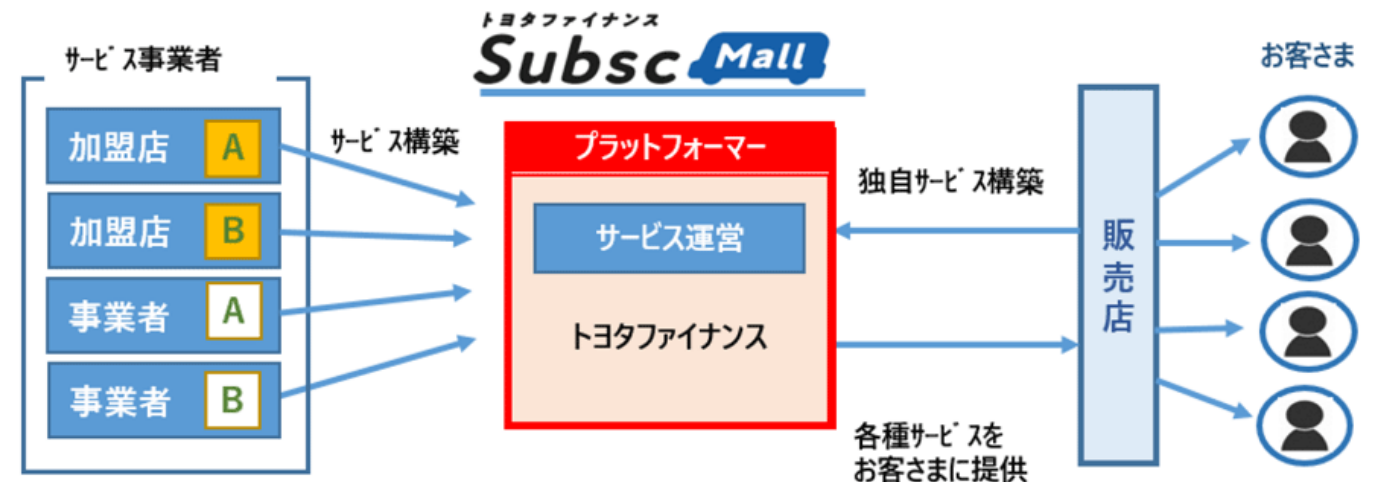 サービス事業者
加盟店 A
加盟店 B
事業者 A
事業者 B
サービス構築
トヨタファイナンス
Subsc Mall
プラットフォーマー
サービス運営
トヨタファイナンス
独自サービス構築
各種サービスを
お客さまに提供
販売店
お客さま